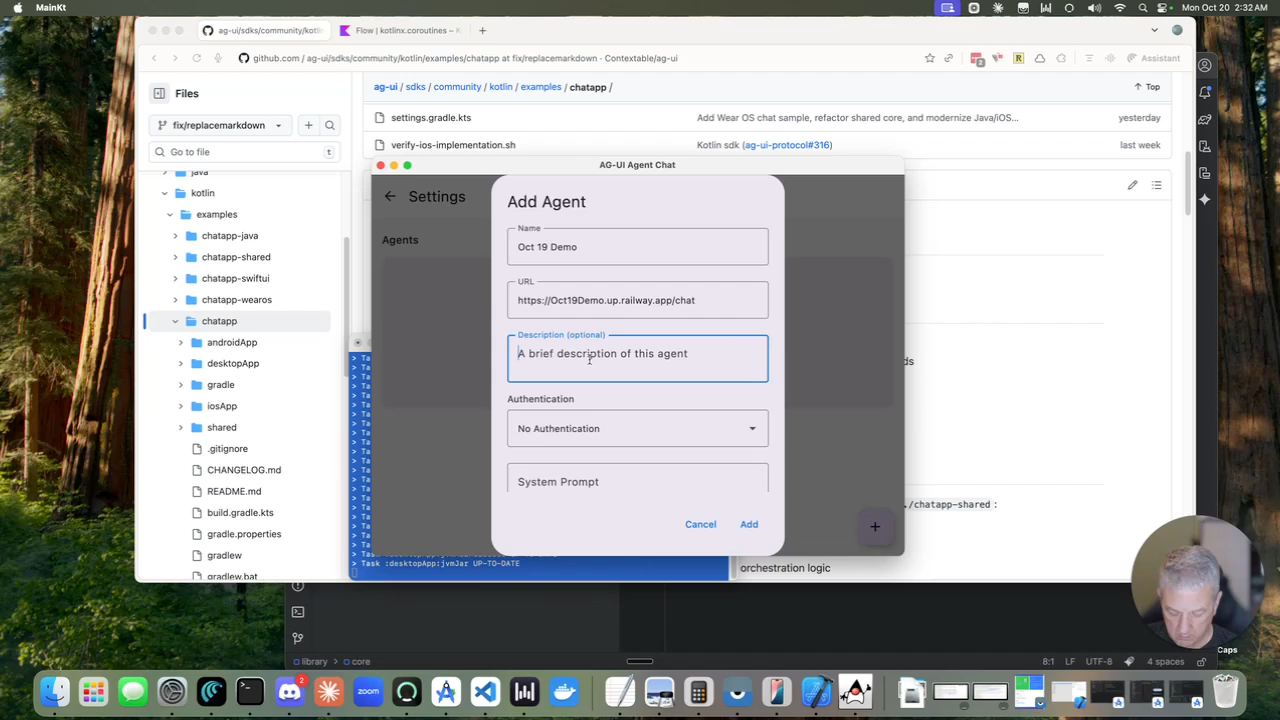 MainKt
Mon Oct 20 2:32 AM
ag-ui/sdks/community/kotlin
Flow | kotlinx.coroutines –
github.com/ag-ui/sdks/community/kotlin/examples/chatapp at fix/replacemarkdown · Contextable/ag-ui
Assistant
Files
ag-ui / sdks / community / kotlin / examples / chatapp /
Top
fix/replacemarkdown
settings.gradle.kts
Add Wear OS chat sample, refactor shared core, and modernize Java/iOS...
yesterday
Go to file
verify-ios-implementation.sh
Kotlin sdk (ag-ui-protocol#316)
last week
java
kotlin
examples
chatapp-java
chatapp-shared
chatapp-swiftui
chatapp-wearos
chatapp
androidApp
desktopApp
gradle
iosApp
shared
.gitignore
CHANGELOG.md
README.md
build.gradle.kts
gradle.properties
gradlew
gradlew.bat
AG-UI Agent Chat
Settings
Agents
Add Agent
Name
Oct 19 Demo
URL
https://Oct19Demo.up.railway.app/chat
Description (optional)
A brief description of this agent
Authentication
No Authentication
System Prompt
Cancel
Add
+
ds
./chatapp-shared :
> Task :desktopApp:jvmJar UP-TO-DATE
orchestration logic
Caps
library > core
8:1 LF UTF-8 4 spaces
2
zoom